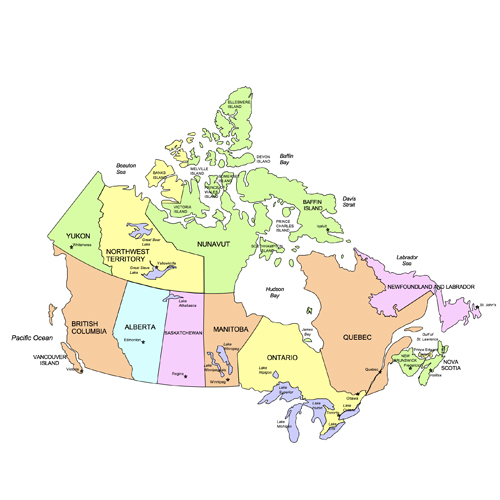 ELLESMERE
ISLAND
Beauton
Sea
Baffin
Bay
DEVON
ISLAND
MELVILLE
ISLAND
BANKS
ISLAND
PRINCE OF
WALES
ISLAND
VICTORIA
ISLAND
BAFFIN
ISLAND
Davis
Strait
PRINCE
CHARLES
ISLAND
Iqaluit
YUKON
Whitehorse
Great Bear
Lake
NORTHWEST
TERRITORY
Yellowknife
Great Slave
Lake
NUNAVUT
Labrador
Sea
NEWFOUNDLAND AND LABRADOR
St. John's
Hudson
Bay
Lake
Athabasca
BRITISH
COLUMBIA
ALBERTA
Edmonton
SASKATCHEWAN
MANITOBA
James
Bay
QUEBEC
Pacific Ocean
VANCOUVER
ISLAND
Victoria
Regina
Lake
Winnipeg
Lake
Winnipegosis
Winnipeg
ONTARIO
Lake
Nipigon
Lake
Superior
Lake
Michigan
Lake
Huron
Toronto
Lake
Ontario
Lake
Erie
Ottawa
Quebec
Gulf of
St. Lawrence
Prince Edward
NEW
BRUNSWICK
Halifax
NOVA
SCOTIA